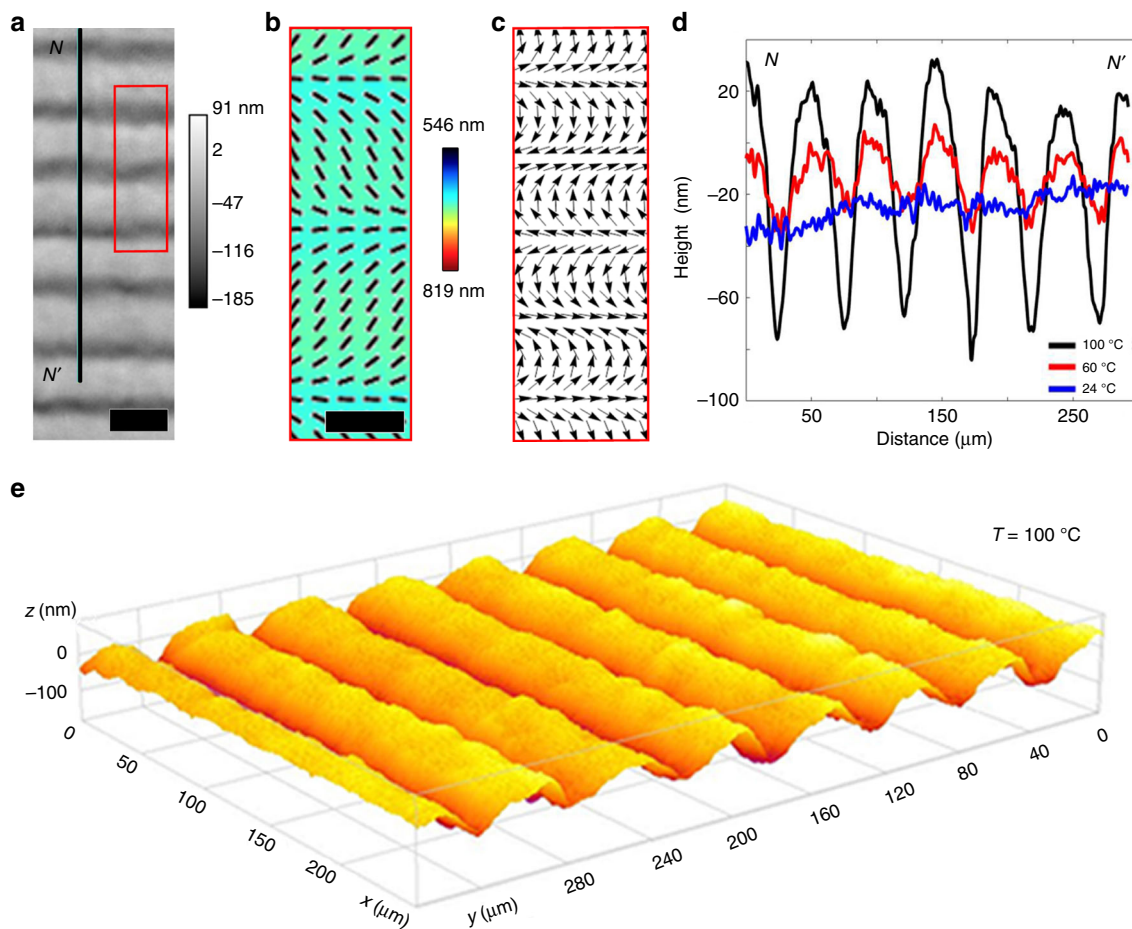 a
N
N′
91 nm
2
−47
−116
−185
b
546 nm
819 nm
c
d
N
N′
20
−20
−60
−100
Height (nm)
50
150
250
Distance (μm)
100 °C
60 °C
24 °C
e
T = 100 °C
z (nm)
0
−100
0
50
100
150
200
x (μm)
y (μm)
280
240
200
160
120
80
40
0